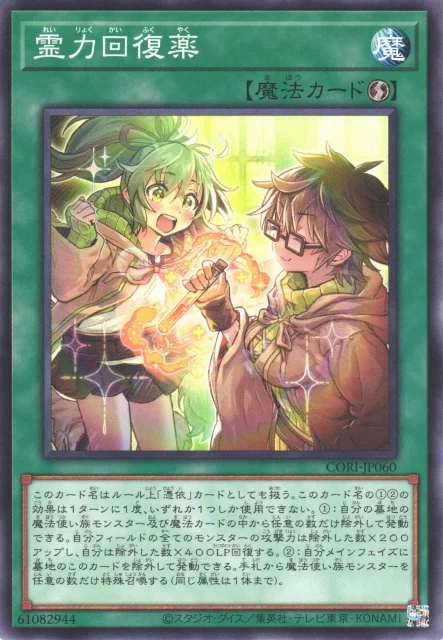 霊力回復薬
【魔法カード】
CORI-JP060
このカード名はルール上「憑依」カードとしても扱う。このカード名の①②の
効果は1ターンに1度、いずれか1つしか使用できない。①：自分の墓地の
魔法使い族モンスター及び魔法カードの中から任意の数だけ除外して発動
できる。自分フィールドの全てのモンスターの攻撃力は除外した数×200
アップし、自分は除外した数×400LP回復する。②：自分メインフェイズに
墓地のこのカードを除外して発動できる。手札から魔法使い族モンスターを
任意の数だけ特殊召喚する(同じ属性は1体まで)。
61082944
©スタジオ・ダイス/集英社・テレビ東京・KONAMI